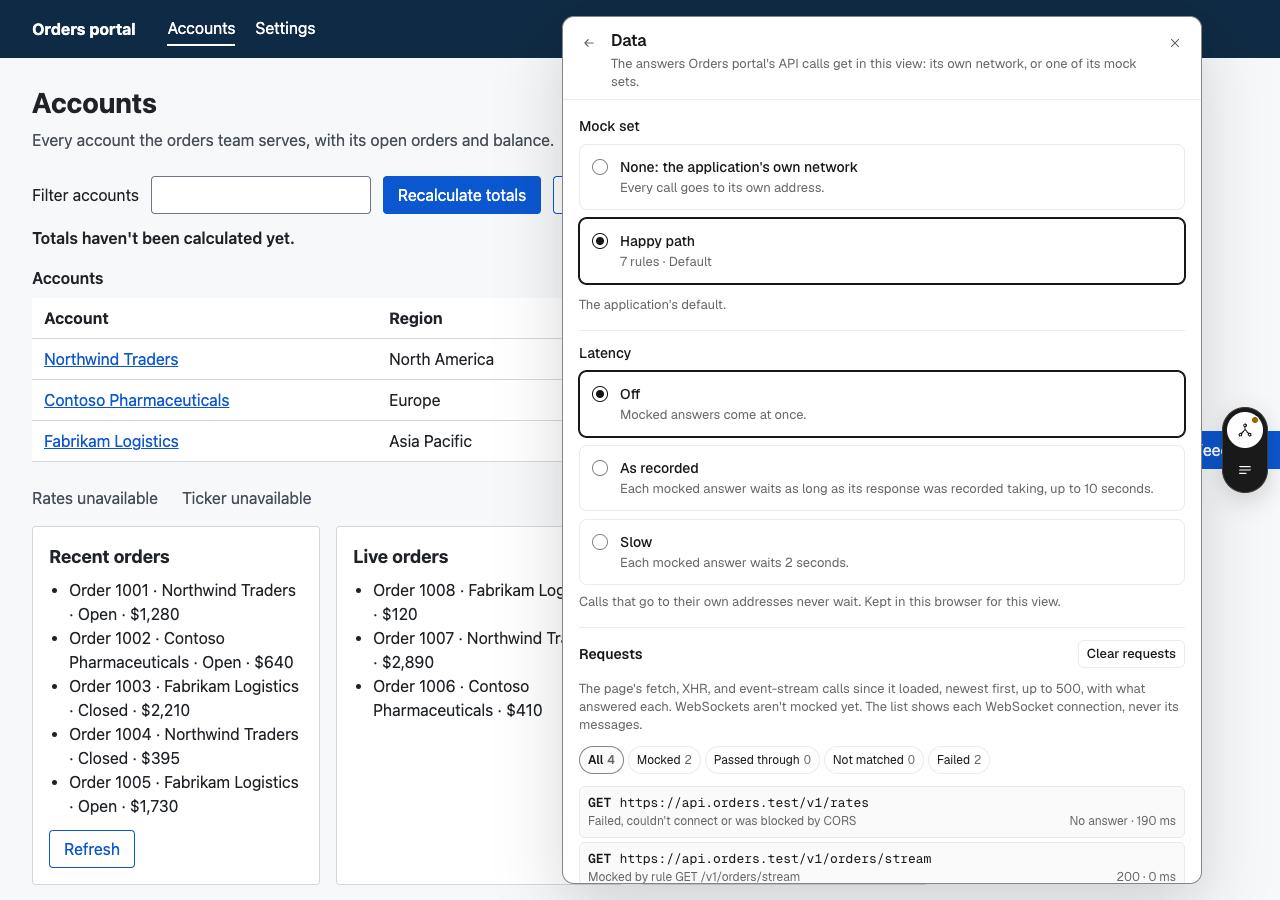 Orders portal
Accounts
Settings
Accounts
Every account the orders team serves, with its open orders and balance.
Filter accounts
Recalculate totals
Totals haven't been calculated yet.
Accounts
Account
Region
Northwind Traders
North America
Contoso Pharmaceuticals
Europe
Fabrikam Logistics
Asia Pacific
Rates unavailable
Ticker unavailable
Recent orders
Order 1001 · Northwind Traders
· Open · $1,280
Order 1002 · Contoso
Pharmaceuticals · Open · $640
Order 1003 · Fabrikam Logistics
· Closed · $2,210
Order 1004 · Northwind Traders
· Closed · $395
Order 1005 · Fabrikam Logistics
· Open · $1,730
Refresh
Live orders
Order 1008 · Fabrikam Log
· $120
Order 1007 · Northwind Tra
· $2,890
Order 1006 · Contoso
Pharmaceuticals · $410
Data
The answers Orders portal's API calls get in this view: its own network, or one of its mock
sets.
Mock set
None: the application's own network
Every call goes to its own address.
Happy path
7 rules · Default
The application's default.
Latency
Off
Mocked answers come at once.
As recorded
Each mocked answer waits as long as its response was recorded taking, up to 10 seconds.
Slow
Each mocked answer waits 2 seconds.
Calls that go to their own addresses never wait. Kept in this browser for this view.
Requests
Clear requests
The page's fetch, XHR, and event-stream calls since it loaded, newest first, up to 500, with what
answered each. WebSockets aren't mocked yet. The list shows each WebSocket connection, never its
messages.
All 4
Mocked 2
Passed through 0
Not matched 0
Failed 2
GET https://api.orders.test/v1/rates
Failed, couldn't connect or was blocked by CORS
No answer · 190 ms
GET https://api.orders.test/v1/orders/stream
Mocked by rule GET /v1/orders/stream
200 · 0 ms